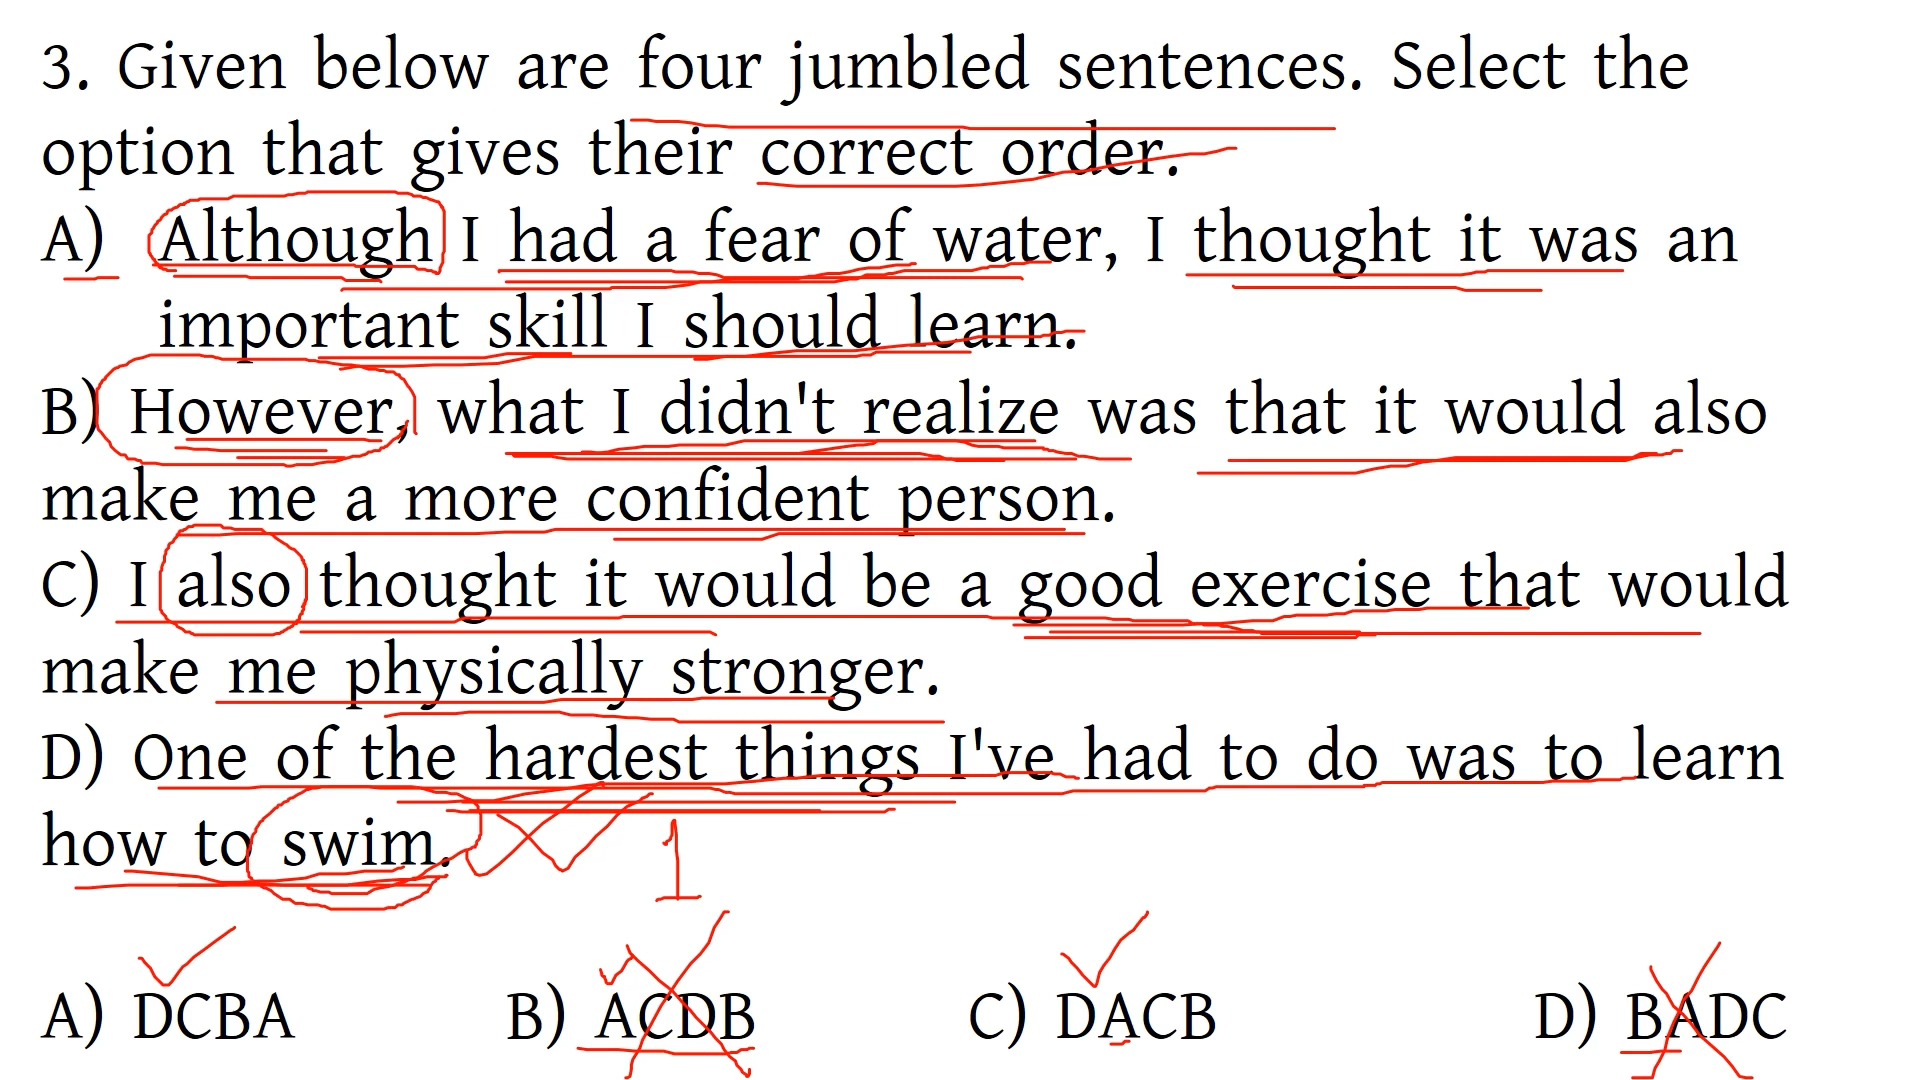 3. Given below are four jumbled sentences. Select the
option that gives their correct order.
A) Although I had a fear of water, I thought it was an
important skill I should learn.
B) However, what I didn't realize was that it would also
make me a more confident person.
C) I also thought it would be a good exercise that would
make me physically stronger.
D) One of the hardest things I've had to do was to learn
how to swim.
1
A) DCBA B) ACDB C) DACB D) BADC